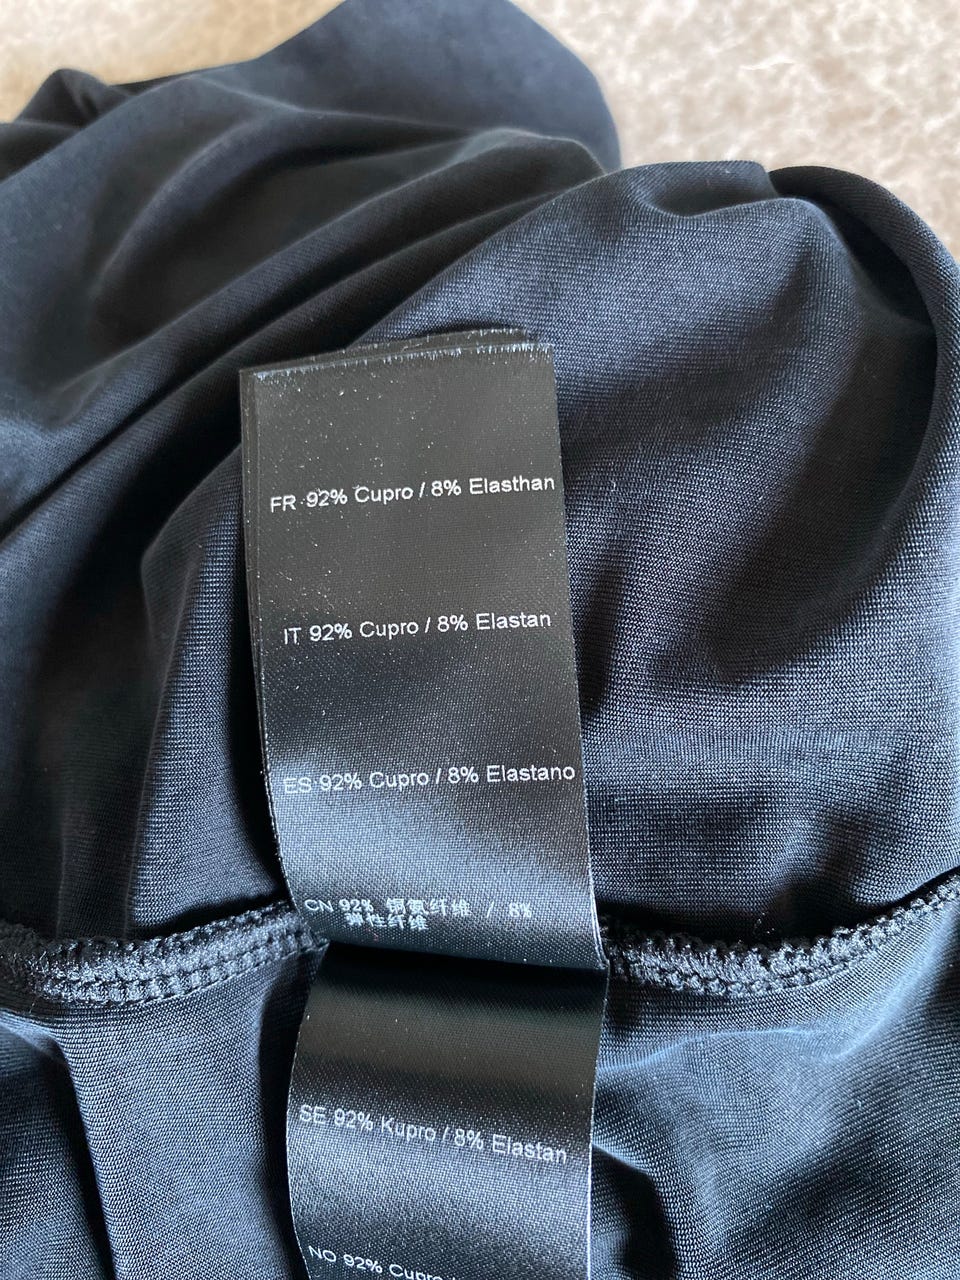 FR 92% Cupro / 8% Elasthan
IT 92% Cupro / 8% Elastan
ES 92% Cupro / 8% Elastano
CN 92% 铜氨纤维 / 8%
弹性纤维
SE 92% Kupro / 8% Elastan
NO 92% Cupro /